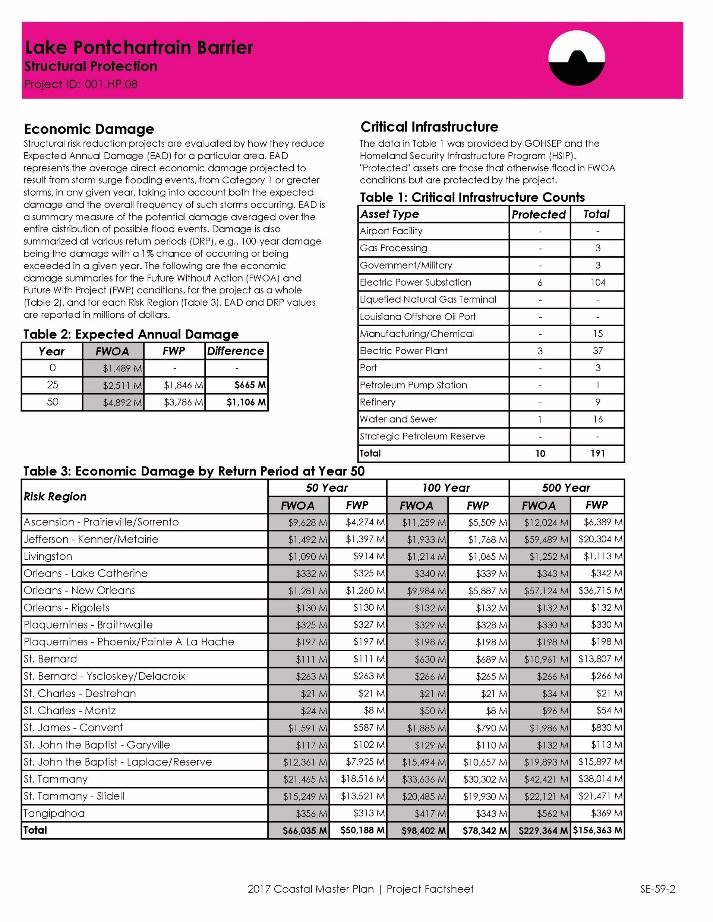 Lake Pontchartrain Barrier
Structural Protection
Project ID: 001.HP.08
Economic Damage
Structural risk reduction projects are evaluated by how they reduce
Expected Annual Damage (EAD) for a particular area. EAD
represents the average direct economic damage projected to
result from storm surge flooding events, from Category 1 or greater
storms, in any given year, taking into account both the expected
damage and the overall frequency of such storms occurring. EAD is
a summary measure of the potential damage averaged over the
entire distribution of possible flood events. Damage is also
summarized at various return periods (DRP), e.g., 100-year damage
being the damage with a 1% chance of occurring or being
exceeded in a given year. The following are the economic
damage summaries for the Future Without Action (FWOA) and
Future With Project (FWP) conditions, for the project as a whole
(Table 2), and for each Risk Region (Table 3). EAD and DRP values
are reported in millions of dollars.
Table 2: Expected Annual Damage
Year FWOA FWP Difference
0 $1,489 M - -
25 $2,511 M $1,846 M $665 M
50 $4,892 M $3,786 M $1,106 M
Critical Infrastructure
The data in Table 1 was provided by GOHSEP and the
Homeland Security Infrastructure Program (HSIP).
"Protected" assets are those that otherwise flood in FWOA
conditions but are protected by the project.
Table 1: Critical Infrastructure Counts
Asset Type Protected Total
Airport Facility - -
Gas Processing - 3
Government/Military - 3
Electric Power Substation 6 104
Liquefied Natural Gas Terminal - -
Louisiana Offshore Oil Port - -
Manufacturing/Chemical - 15
Electric Power Plant 3 37
Port - 3
Petroleum Pump Station - 1
Refinery - 9
Water and Sewer 1 16
Strategic Petroleum Reserve - -
Total 10 191
Table 3: Economic Damage by Return Period at Year 50
Risk Region 50 Year 100 Year 500 Year
FWOA FWP FWOA FWP FWOA FWP
Ascension - Prairieville/Sorrento $9,628 M $4,274 M $11,259 M $5,509 M $12,024 M $6,389 M
Jefferson - Kenner/Metairie $1,492 M $1,397 M $1,933 M $1,768 M $59,489 M $20,304 M
Livingston $1,090 M $914 M $1,214 M $1,065 M $1,252 M $1,113 M
Orleans - Lake Catherine $332 M $325 M $340 M $339 M $343 M $342 M
Orleans - New Orleans $1,281 M $1,260 M $9,984 M $5,887 M $57,124 M $36,715 M
Orleans - Rigolets $130 M $130 M $132 M $132 M $132 M $132 M
Plaquemines - Braithwaite $325 M $327 M $329 M $328 M $330 M $330 M
Plaquemines - Phoenix/Pointe A La Hache $197 M $197 M $198 M $198 M $198 M $198 M
St. Bernard $111 M $111 M $630 M $689 M $10,961 M $13,807 M
St. Bernard - Yscloskey/Delacroix $263 M $263 M $266 M $265 M $266 M $266 M
St. Charles - Destrehan $21 M $21 M $21 M $21 M $34 M $21 M
St. Charles - Montz $24 M $8 M $50 M $8 M $96 M $54 M
St. James - Convent $1,591 M $587 M $1,885 M $790 M $1,986 M $830 M
St. John the Baptist - Garyville $117 M $102 M $129 M $110 M $132 M $113 M
St. John the Baptist - Laplace/Reserve $12,361 M $7,925 M $15,494 M $10,657 M $19,893 M $15,897 M
St. Tammany $21,465 M $18,516 M $33,636 M $30,302 M $42,421 M $38,014 M
St. Tammany - Slidell $15,249 M $13,521 M $20,485 M $19,930 M $22,121 M $21,471 M
Tangipahoa $356 M $313 M $417 M $343 M $562 M $369 M
Total $66,035 M $50,188 M $98,402 M $78,342 M $229,364 M $156,363 M
2017 Coastal Master Plan | Project Factsheet
SE-59-2